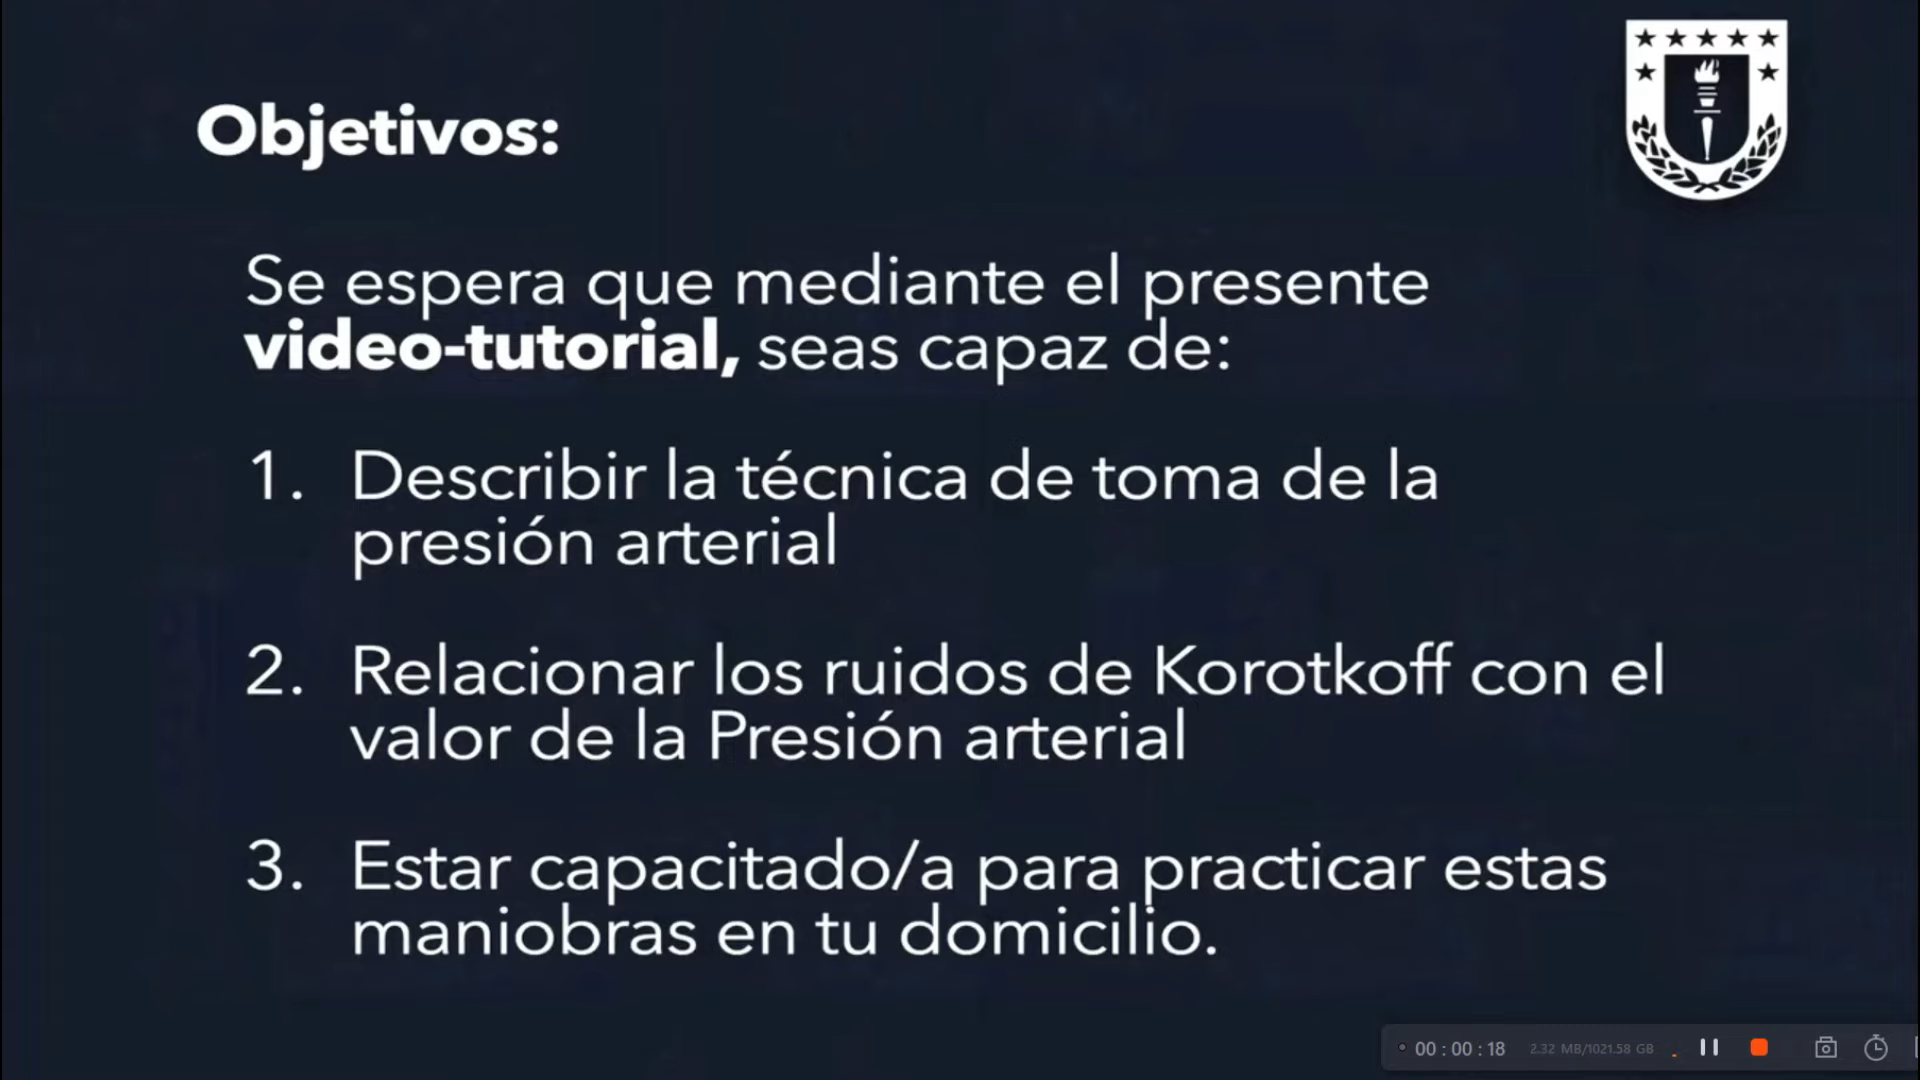 Objetivos:
Se espera que mediante el presente
video-tutorial, seas capaz de:
1. Describir la técnica de toma de la
presión arterial
2. Relacionar los ruidos de Korotkoff con el
valor de la Presión arterial
3. Estar capacitado/a para practicar estas
maniobras en tu domicilio.
00:00:18 2.32 MB/1021.58 GB